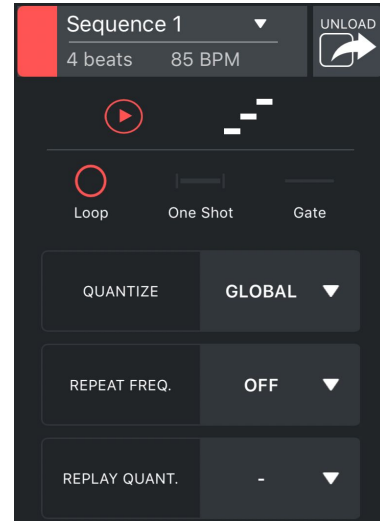 Sequence 1
UNLOAD
4 beats 85 BPM
Loop One Shot Gate
QUANTIZE GLOBAL
REPEAT FREQ. OFF
REPLAY QUANT. -